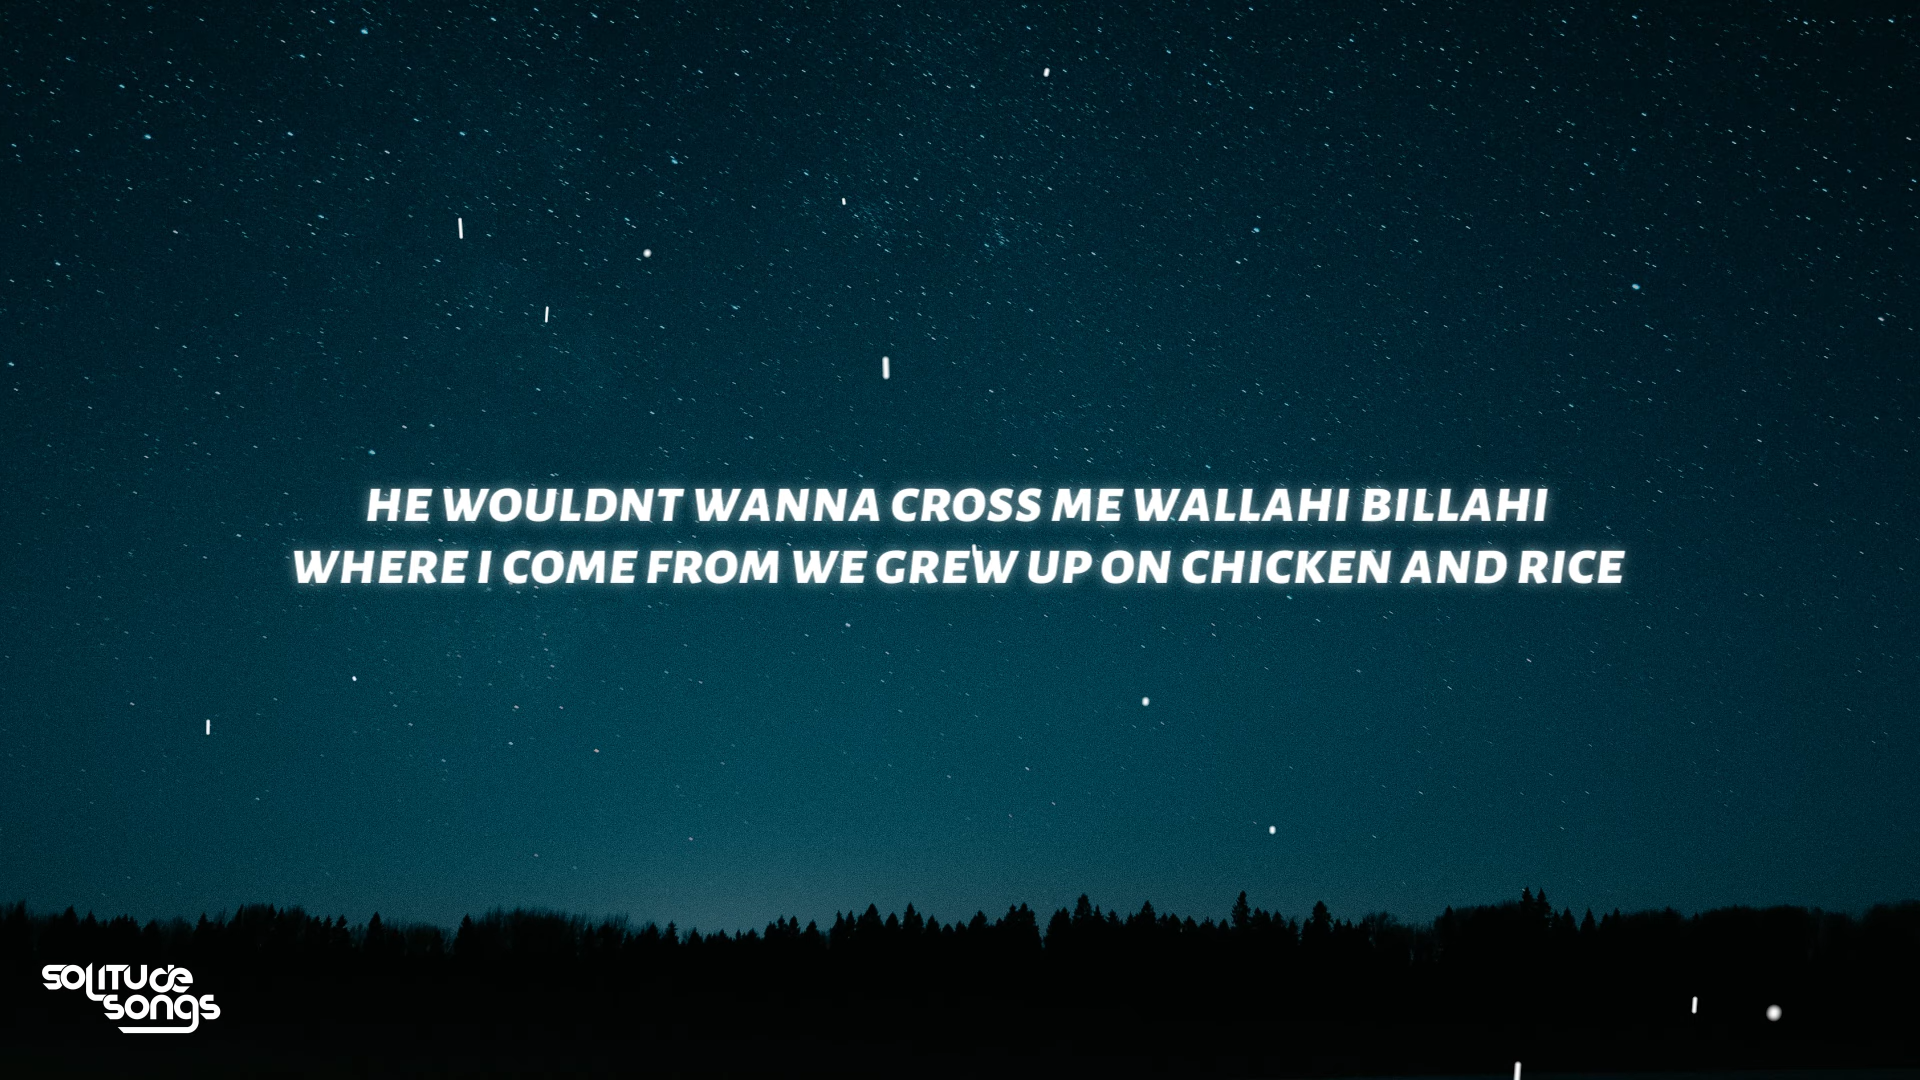 HE WOULDNT WANNA CROSS ME WALLAHI BILLAHI
WHERE I COME FROM WE GREW UP ON CHICKEN AND RICE
SOLITUDE
SONGS